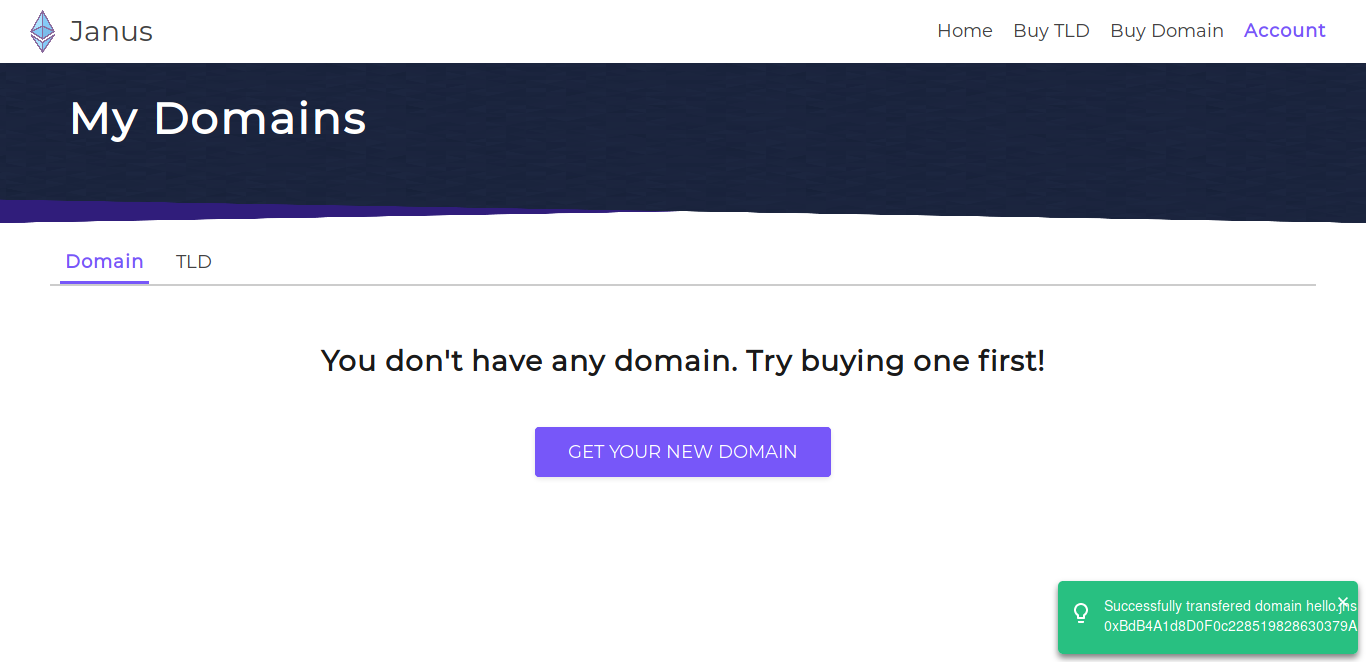 Janus
Home
Buy TLD
Buy Domain
Account
My Domains
Domain
TLD
You don't have any domain. Try buying one first!
GET YOUR NEW DOMAIN
Successfully transfered domain hello.jns
0xBdB4A1d8D0F0c228519828630379A